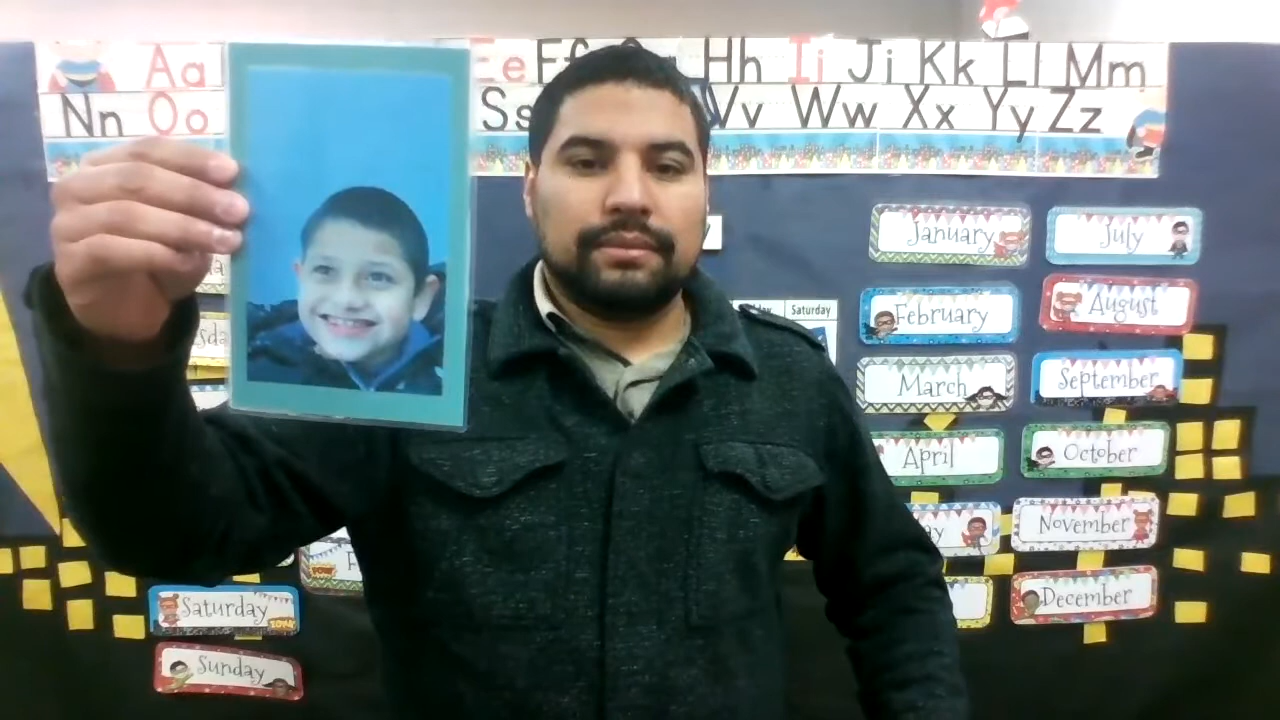 Aa Ee Ff Hh Ii Jj Kk Ll Mm
Nn Oo Ss Vv Ww Xx Yy Zz
January
February
March
April
July
August
September
October
November
December
Saturday
Saturday
Sunday